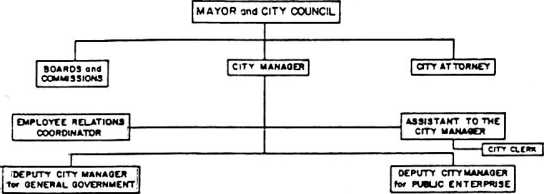 MAYOR and CITY COUNCIL
BOARDS and
COMMISSIONS
CITY MANAGER
CITY ATTORNEY
EMPLOYEE RELATIONS
COORDINATOR
ASSISTANT TO THE
CITY MANAGER
CITY CLERK
DEPUTY CITY MANAGER
for GENERAL GOVERNMENT
DEPUTY CITY MANAGER
for PUBLIC ENTERPRISE